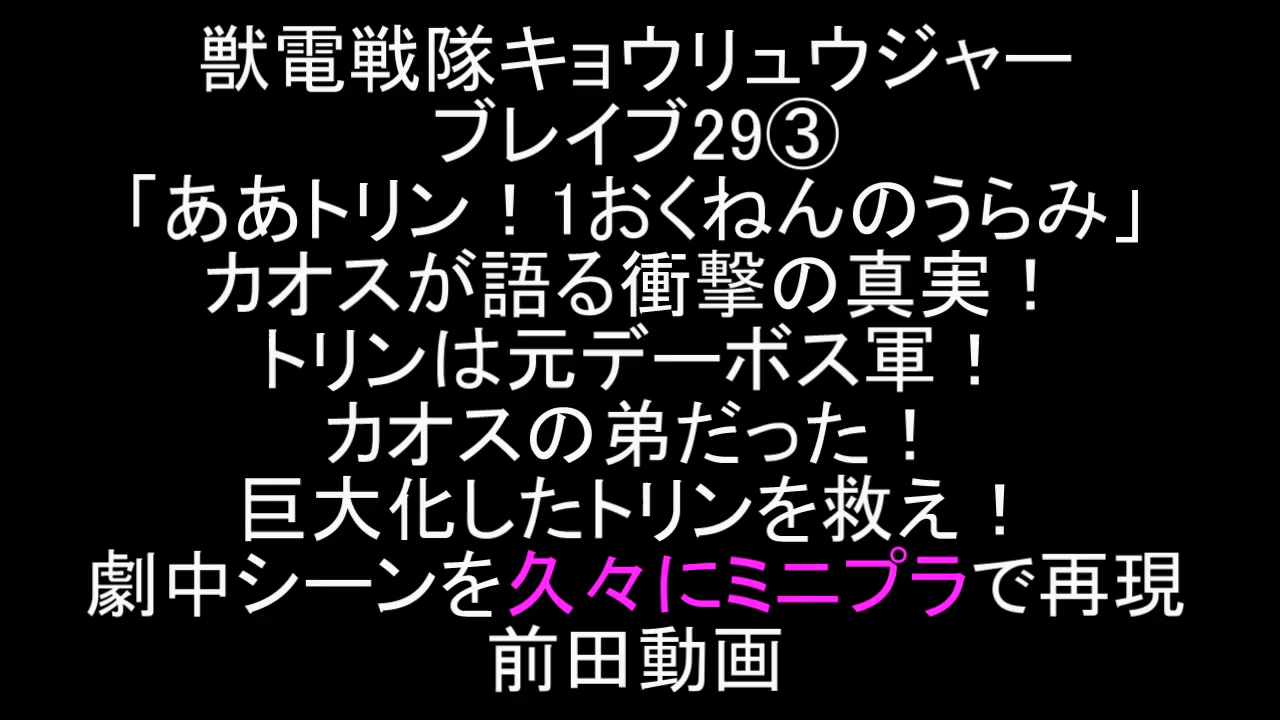 獣電戦隊キョウリュウジャー
ブレイブ29③
「ああトリン！1おくねんのうらみ」
カオスが語る衝撃の真実！
トリンは元デーボス軍！
カオスの弟だった！
巨大化したトリンを救え！
劇中シーンを久々にミニプラで再現
前田動画